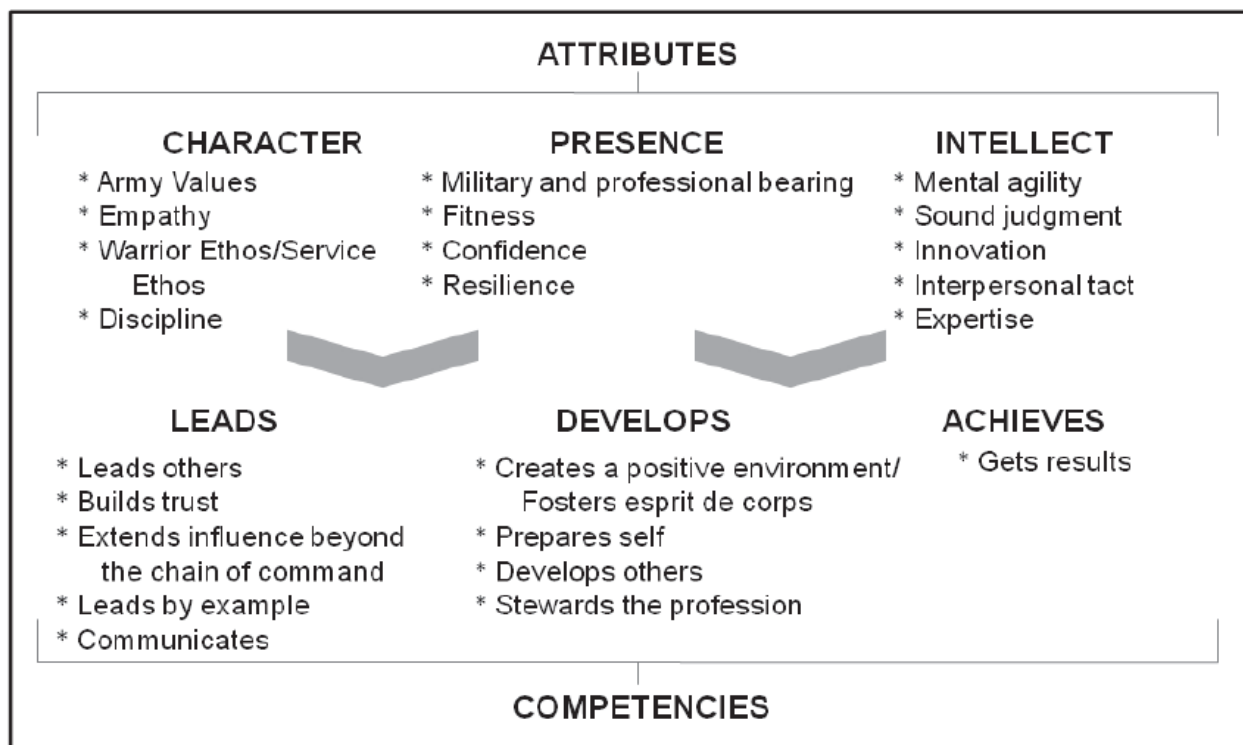 ATTRIBUTES
CHARACTER
* Army Values
* Empathy
* Warrior Ethos/Service
Ethos
* Discipline
PRESENCE
* Military and professional bearing
* Fitness
* Confidence
* Resilience
INTELLECT
* Mental agility
* Sound judgment
* Innovation
* Interpersonal tact
* Expertise
LEADS
* Leads others
* Builds trust
* Extends influence beyond
the chain of command
* Leads by example
* Communicates
DEVELOPS
* Creates a positive environment/
Fosters esprit de corps
* Prepares self
* Develops others
* Stewards the profession
ACHIEVES
* Gets results
COMPETENCIES